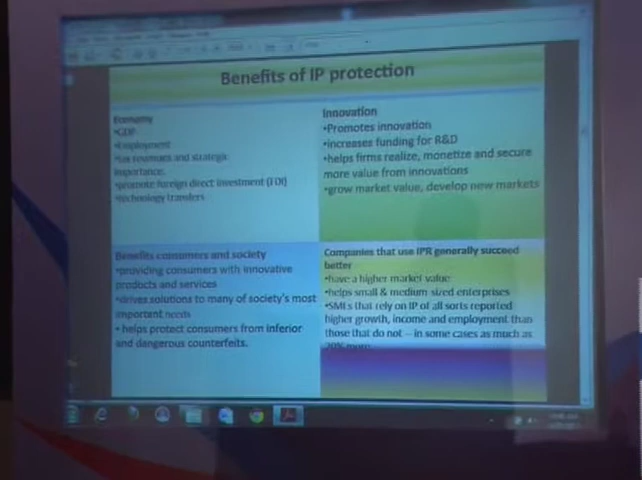 Benefits of IP protection
Economy
•GDP
•Employment
•tax revenues and strategic
importance.
•promote foreign direct investment (FDI)
•technology transfers
Innovation
•Promotes innovation
•increases funding for R&D
•helps firms realize, monetize and secure
more value from innovations
•grow market value, develop new markets
Benefits consumers and society
•providing consumers with innovative
products and services
•drives solutions to many of society's most
important needs
• helps protect consumers from inferior
and dangerous counterfeits.
Companies that use IPR generally succeed
better
•have a higher market value
•helps small & medium-sized enterprises
•SMEs that rely on IP of all sorts reported
higher growth, income and employment than
those that do not – in some cases as much as
20% more